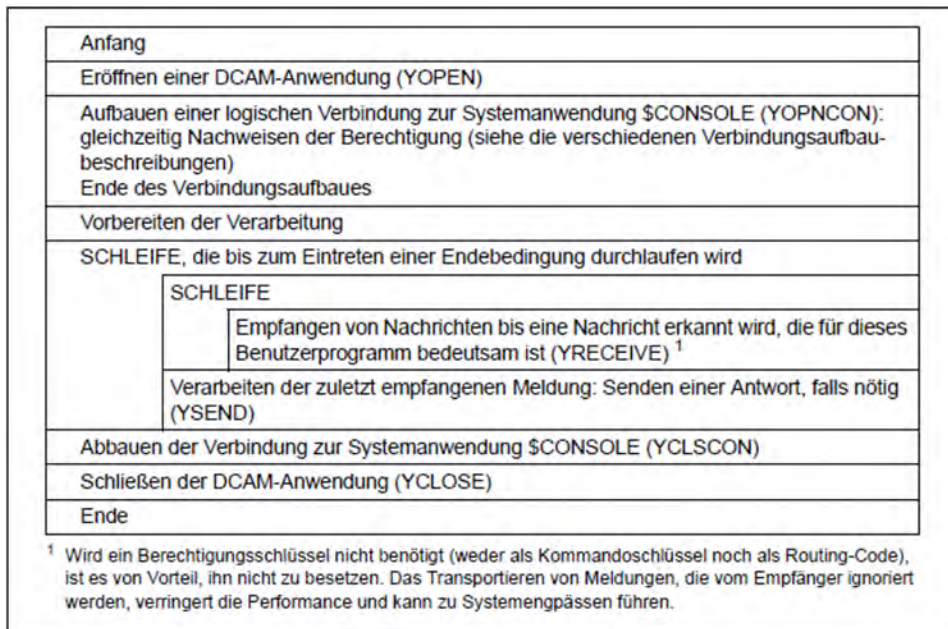 Anfang
Eröffnen einer DCAM-Anwendung (YOPEN)
Aufbauen einer logischen Verbindung zur Systemanwendung $CONSOLE (YOPNCON):
gleichzeitig Nachweisen der Berechtigung (siehe die verschiedenen Verbindungsaufbau-
beschreibungen)
Ende des Verbindungsaufbaues
Vorbereiten der Verarbeitung
SCHLEIFE, die bis zum Eintreten einer Endebedingung durchlaufen wird
SCHLEIFE
Empfangen von Nachrichten bis eine Nachricht erkannt wird, die für dieses
Benutzerprogramm bedeutsam ist (YRECEIVE) 1
Verarbeiten der zuletzt empfangenen Meldung: Senden einer Antwort, falls nötig
(YSEND)
Abbauen der Verbindung zur Systemanwendung $CONSOLE (YCLSCON)
Schließen der DCAM-Anwendung (YCLOSE)
Ende
1 Wird ein Berechtigungsschlüssel nicht benötigt (weder als Kommandoschlüssel noch als Routing-Code),
ist es von Vorteil, ihn nicht zu besetzen. Das Transportieren von Meldungen, die vom Empfänger ignoriert
werden, verringert die Performance und kann zu Systemengpässen führen.